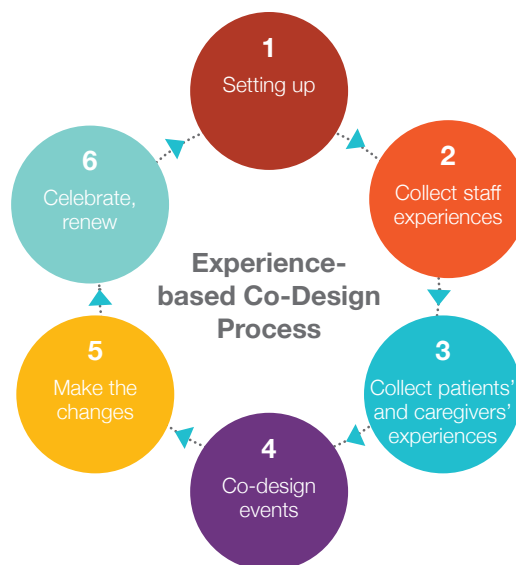 1
Setting up
2
Collect staff
experiences
3
Collect patients’
and caregivers’
experiences
4
Co-design
events
5
Make the
changes
6
Celebrate,
renew
Experience-
based Co-Design
Process